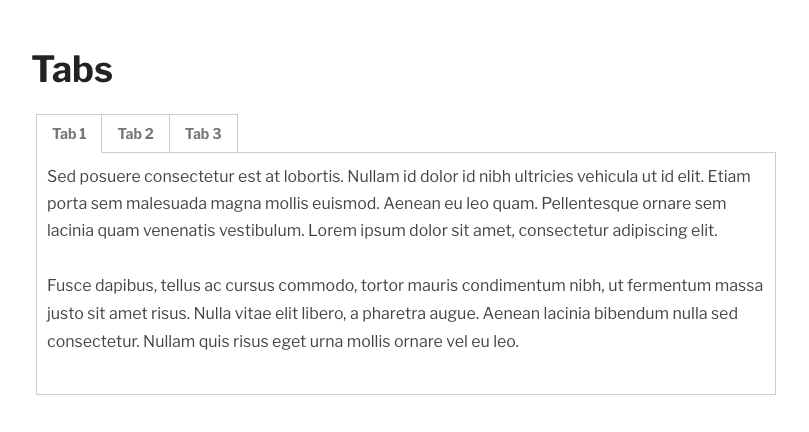 Tabs
Tab 1 Tab 2 Tab 3
Sed posuere consectetur est at lobortis. Nullam id dolor id nibh ultricies vehicula ut id elit. Etiam
porta sem malesuada magna mollis euismod. Aenean eu leo quam. Pellentesque ornare sem
lacinia quam venenatis vestibulum. Lorem ipsum dolor sit amet, consectetur adipiscing elit.
Fusce dapibus, tellus ac cursus commodo, tortor mauris condimentum nibh, ut fermentum massa
justo sit amet risus. Nulla vitae elit libero, a pharetra augue. Aenean lacinia bibendum nulla sed
consectetur. Nullam quis risus eget urna mollis ornare vel eu leo.